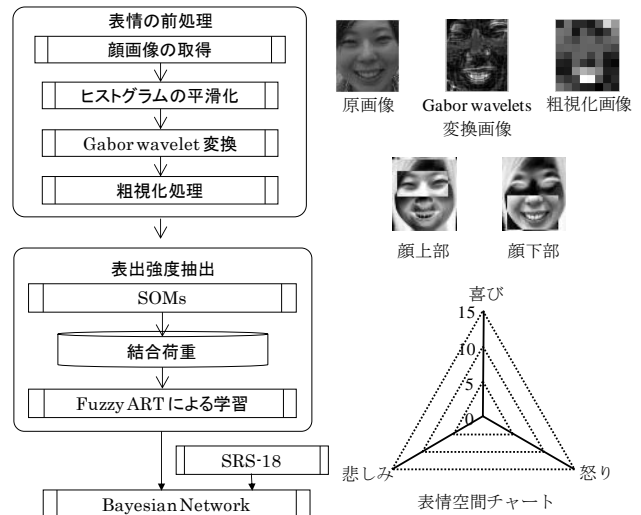 表情の前処理
顔画像の取得
ヒストグラムの平滑化
Gabor wavelet 変換
粗視化処理
表出強度抽出
SOMs
結合荷重
Fuzzy ART による学習
SRS-18
Bayesian Network
原画像
Gabor wavelets
変換画像
粗視化画像
顔上部
顔下部
喜び
15
10
5
0
悲しみ
怒り
表情空間チャート